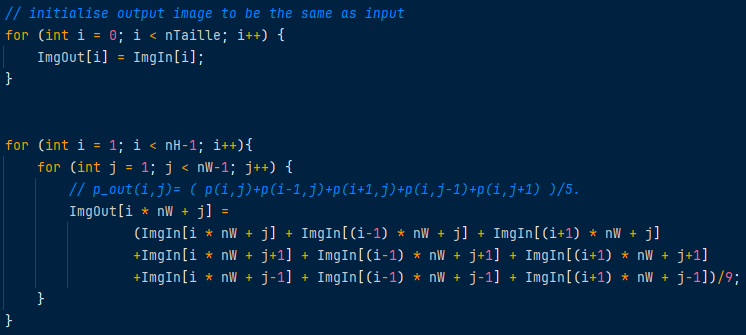 // initialise output image to be the same as input
for (int i = 0; i < nTaille; i++) {
    ImgOut[i] = ImgIn[i];
}
for (int i = 1; i < nH-1; i++){
    for (int j = 1; j < nW-1; j++) {
        // p_out(i,j)= ( p(i,j)+p(i-1,j)+p(i+1,j)+p(i,j-1)+p(i,j+1) )/5.
        ImgOut[i * nW + j] =
                (ImgIn[i * nW + j] + ImgIn[(i-1) * nW + j] + ImgIn[(i+1) * nW + j]
                +ImgIn[i * nW + j+1] + ImgIn[(i-1) * nW + j+1] + ImgIn[(i+1) * nW + j+1]
                +ImgIn[i * nW + j-1] + ImgIn[(i-1) * nW + j-1] + ImgIn[(i+1) * nW + j-1])/9;
    }
}